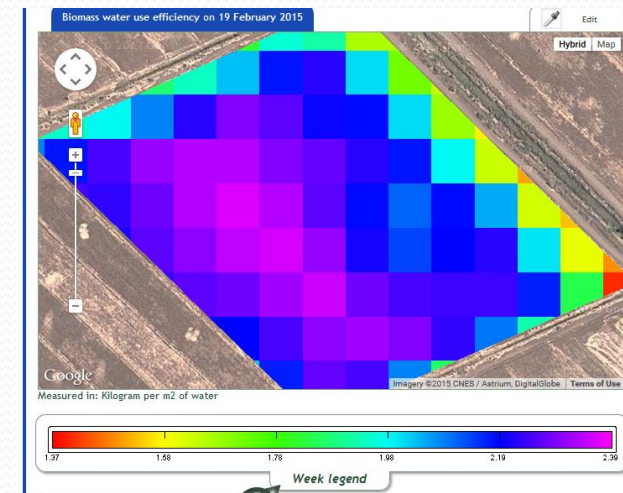 Biomass water use efficiency on 19 February 2015
Edit
Hybrid Map
Google
Imagery ©2015 CNES / Astrium, DigitalGlobe Terms of Use
Measured in: Kilogram per m2 of water
1.37 1.58 1.78 1.98 2.19 2.39
Week legend